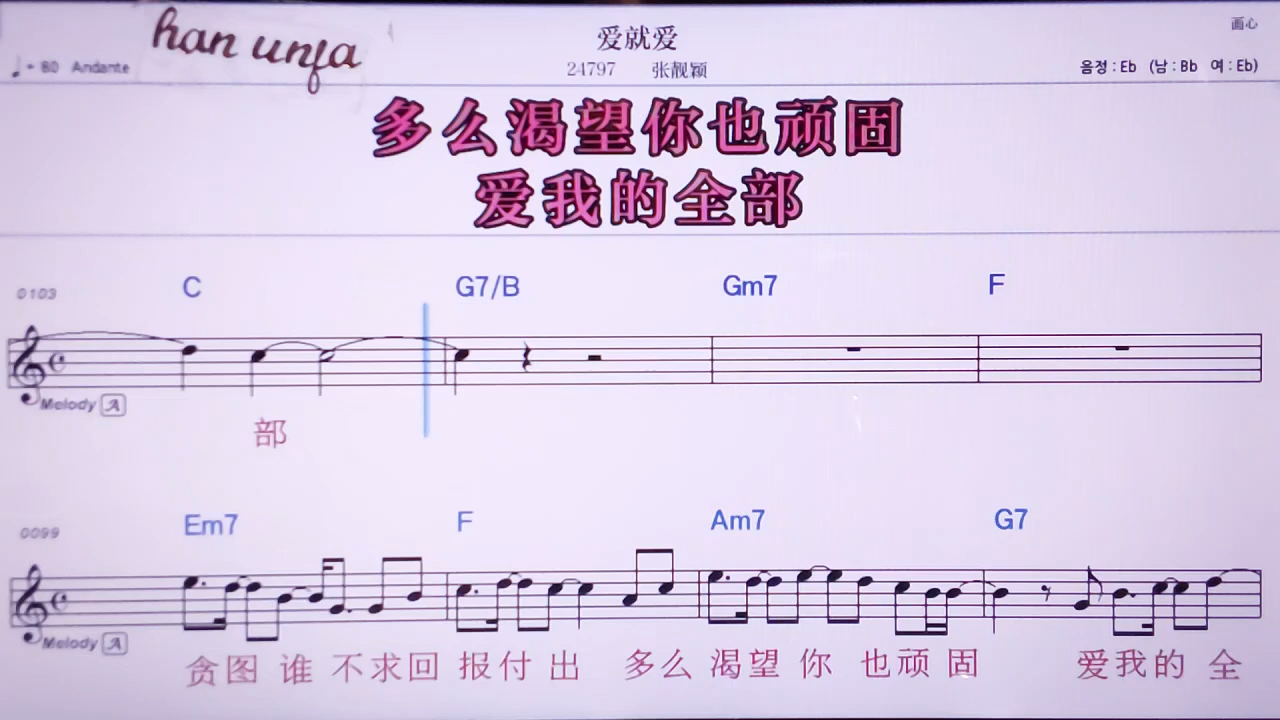 han unfa
爱就爱
画心
♩= 80 Andante
24797 张靓颖
음정 : Eb (남 : Bb 여 : Eb)
多么渴望你也顽固
爱我的全部
0103
C G7/B Gm7 F
Melody A
部
0099
Em7 F Am7 G7
Melody A
贪图 谁 不求回 报付 出 多么 渴望 你 也顽 固 爱我的 全